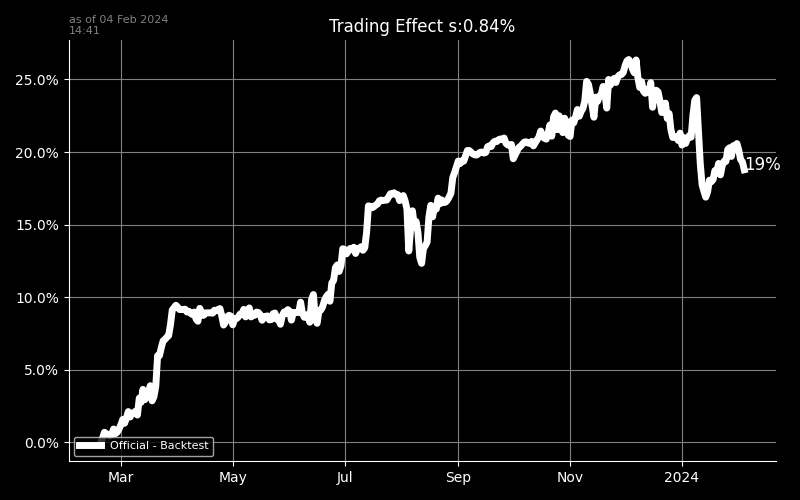 as of 04 Feb 2024
14:41
Trading Effect s:0.84%
25.0%
20.0%
19%
15.0%
10.0%
5.0%
0.0%
Official - Backtest
Mar May Jul Sep Nov 2024